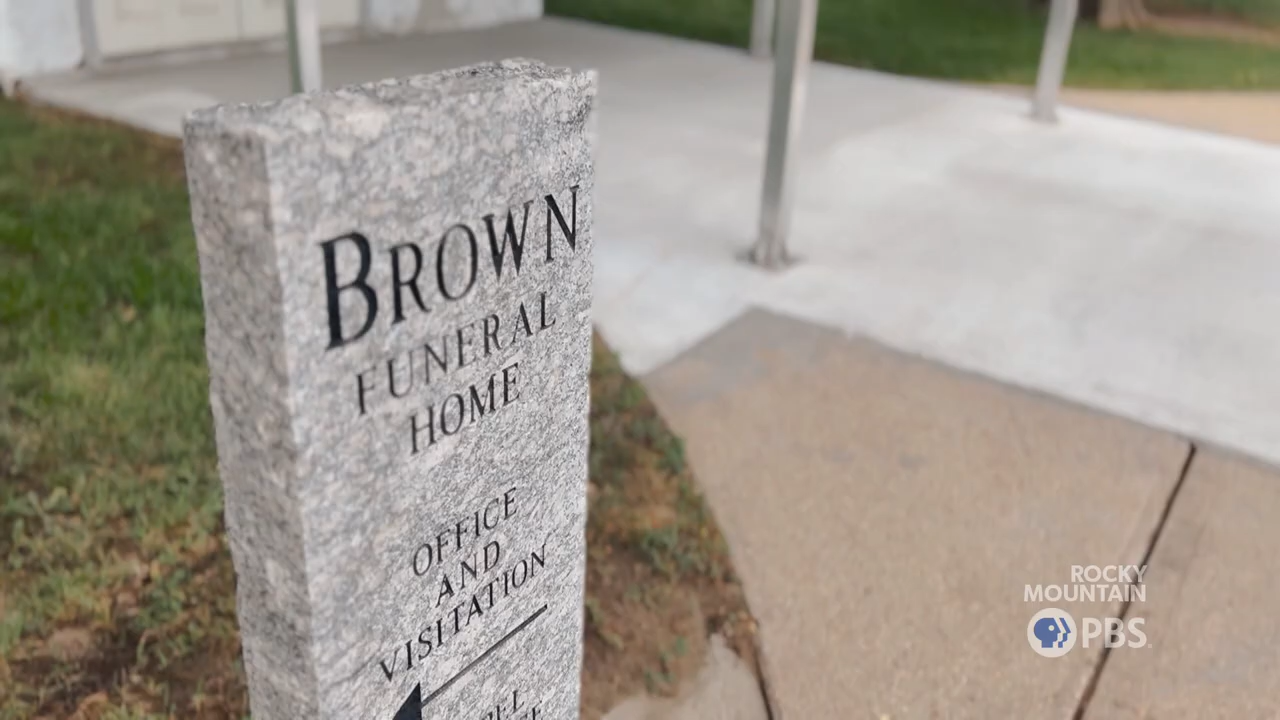 BROWN
FUNERAL
HOME
OFFICE
AND
VISITATION
ROCKY
MOUNTAIN
PBS